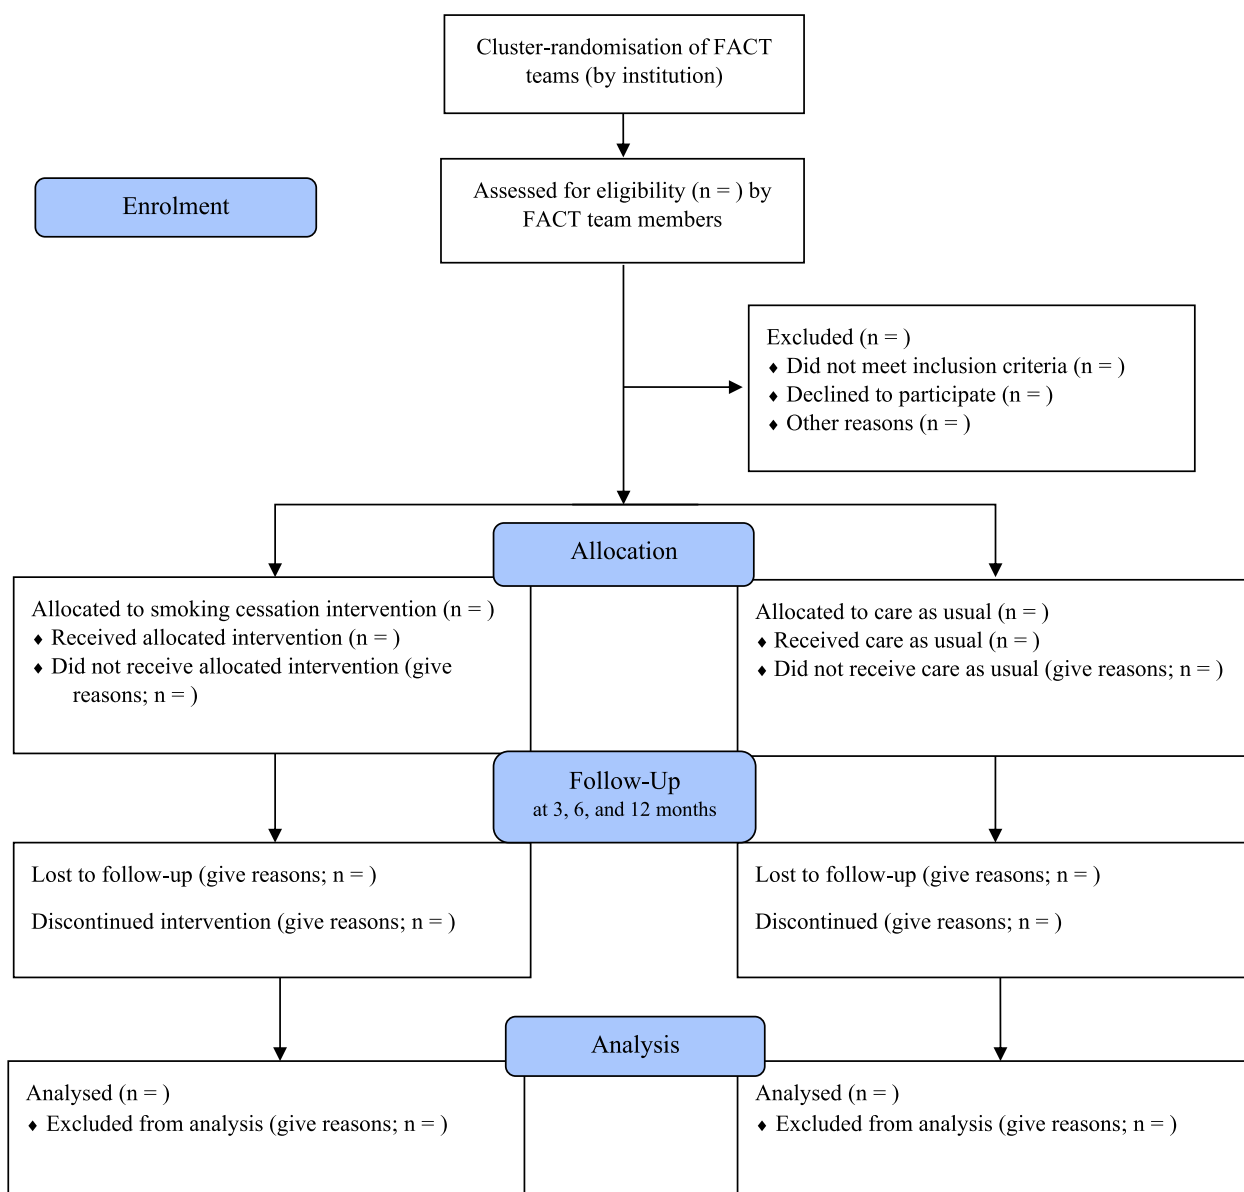 Cluster-randomisation of FACT
teams (by institution)
Enrolment
Assessed for eligibility (n = ) by
FACT team members
Excluded (n = )
♦ Did not meet inclusion criteria (n = )
♦ Declined to participate (n = )
♦ Other reasons (n = )
Allocation
Allocated to smoking cessation intervention (n = )
♦ Received allocated intervention (n = )
♦ Did not receive allocated intervention (give
reasons; n = )
Allocated to care as usual (n = )
♦ Received care as usual (n = )
♦ Did not receive care as usual (give reasons; n = )
Follow-Up
at 3, 6, and 12 months
Lost to follow-up (give reasons; n = )
Discontinued intervention (give reasons; n = )
Lost to follow-up (give reasons; n = )
Discontinued (give reasons; n = )
Analysis
Analysed (n = )
♦ Excluded from analysis (give reasons; n = )
Analysed (n = )
♦ Excluded from analysis (give reasons; n = )